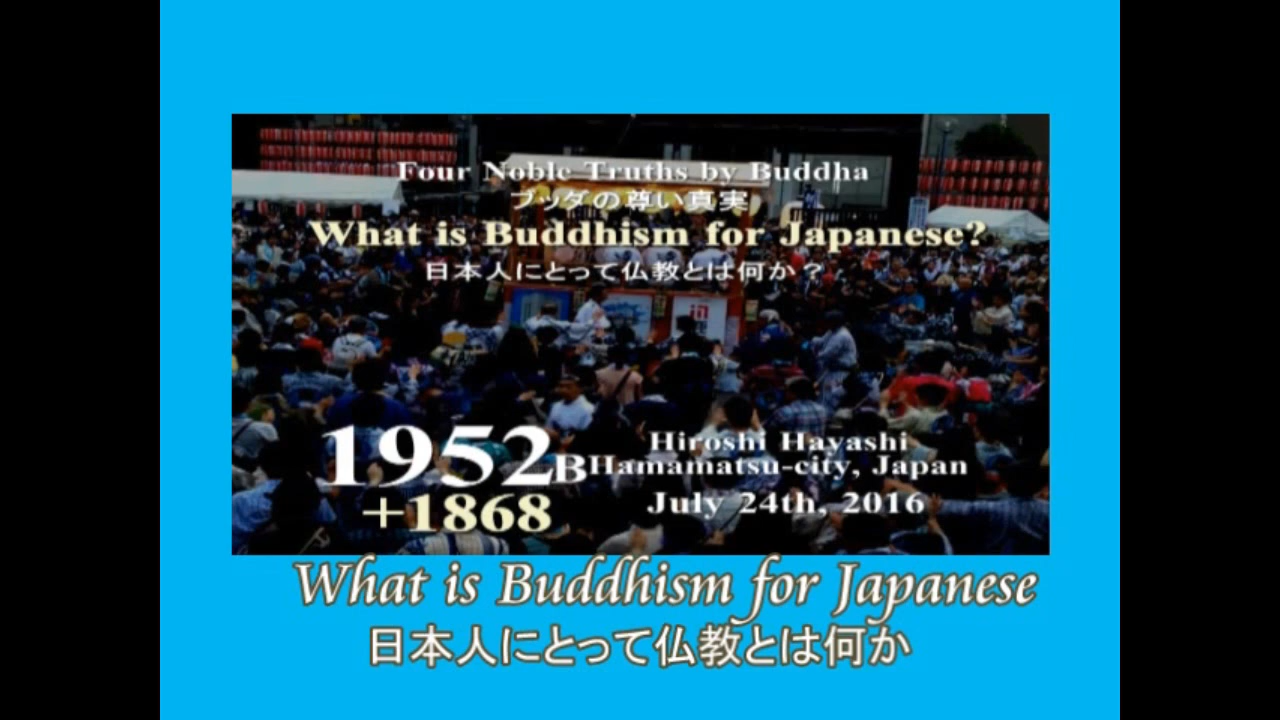 Four Noble Truths by Buddha
ブッダの尊い真実
What is Buddhism for Japanese?
日本人にとって仏教とは何か？
1952B
+1868
Hiroshi Hayashi
Hamamatsu-city, Japan
July 24th, 2016
What is Buddhism for Japanese
日本人にとって仏教とは何か